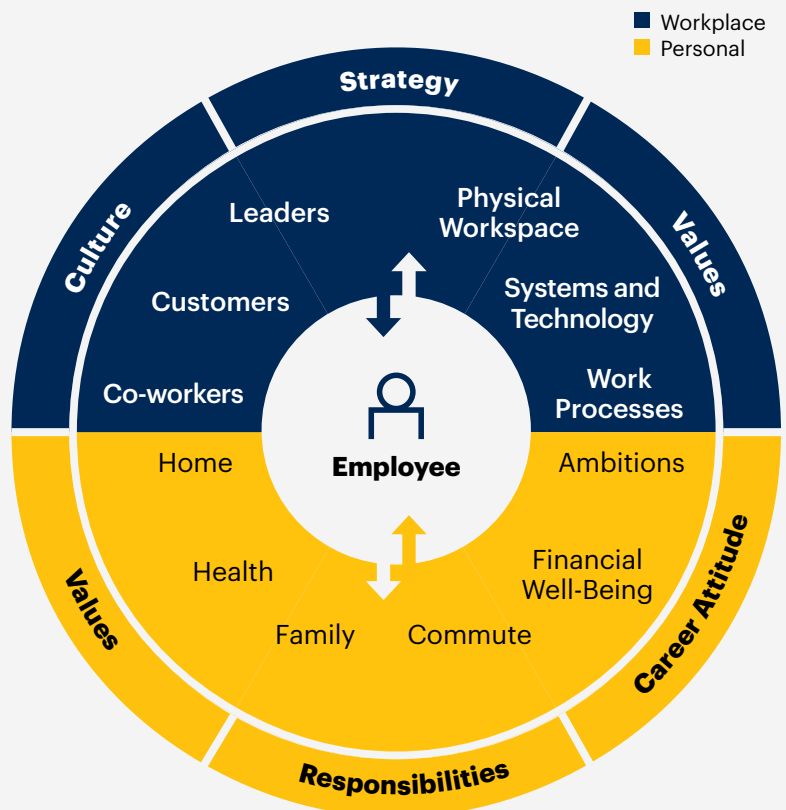 Workplace
Personal
Strategy
Culture
Values
Leaders
Physical
Workspace
Customers
Systems and
Technology
Co-workers
Work
Processes
Employee
Home
Ambitions
Health
Financial
Well-Being
Family
Commute
Values
Career Attitude
Responsibilities